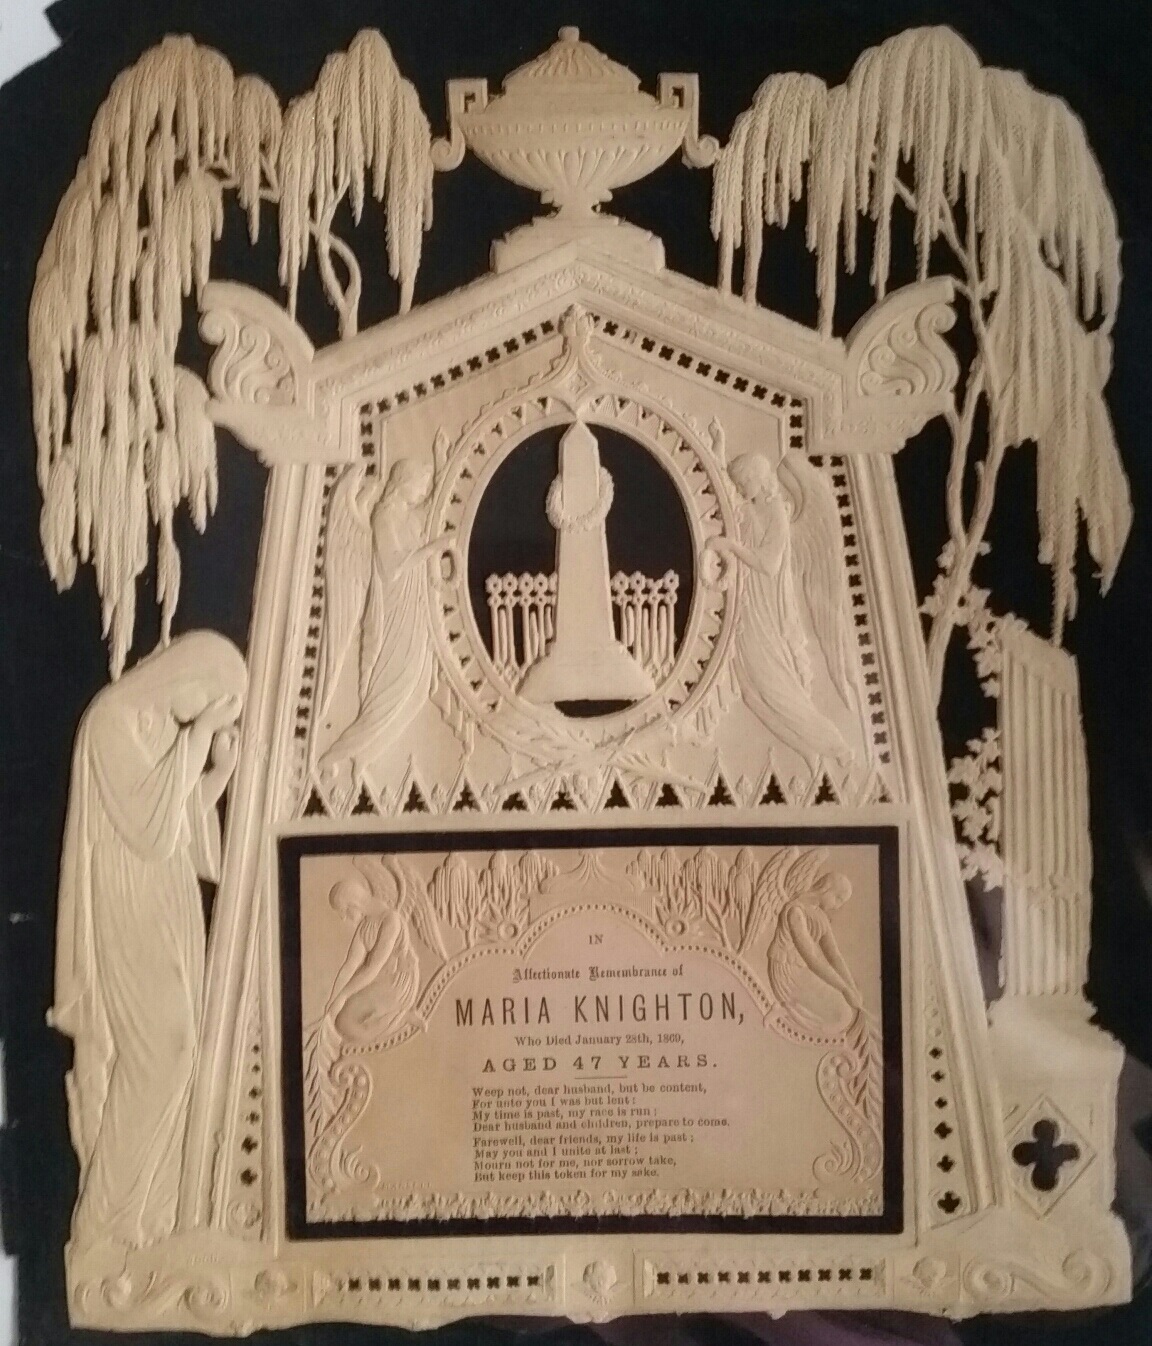 IN
Affectionate Remembrance of
MARIA KNIGHTON,
Who Died January 28th, 1869,
AGED 47 YEARS.
Weep not, dear husband, but be content,
For unto you I was but lent:
My time is past, my race is run;
Dear husband and children, prepare to come.
Farewell, dear friends, my life is past;
May you and I unite at last;
Mourn not for me, nor sorrow take,
But keep this token for my sake.